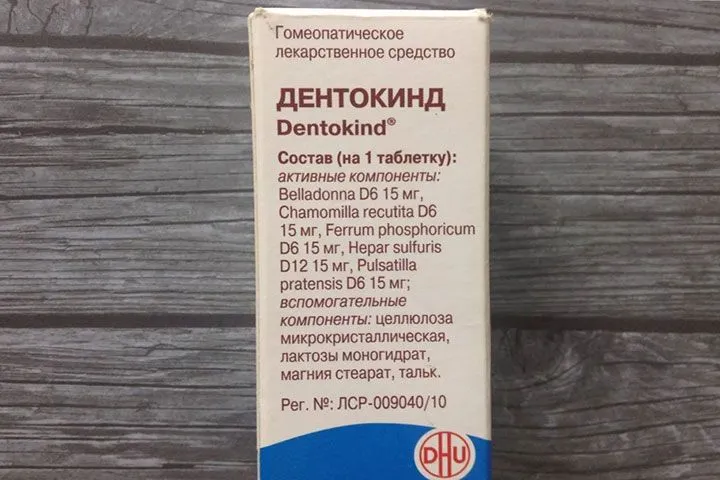 Гомеопатическое
лекарственное средство
ДЕНТОКИНД
Dentokind®
Состав (на 1 таблетку):
активные компоненты:
Belladonna D6 15 мг,
Chamomilla recutita D6
15 мг, Ferrum phosphoricum
D6 15 мг, Hepar sulfuris
D12 15 мг, Pulsatilla
pratensis D6 15 мг;
вспомогательные
компоненты: целлюлоза
микрокристаллическая,
лактозы моногидрат,
магния стеарат, тальк.
Рег. №: ЛСР-009040/10
DHU